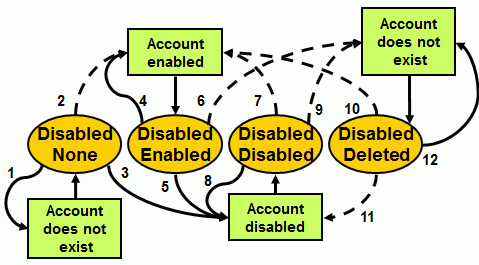 Account
enabled
Account
does not
exist
2
4
6
7
9
10
Disabled
None
Disabled
Enabled
Disabled
Disabled
Disabled
Deleted
12
1
3
5
8
11
Account
does not
exist
Account
disabled